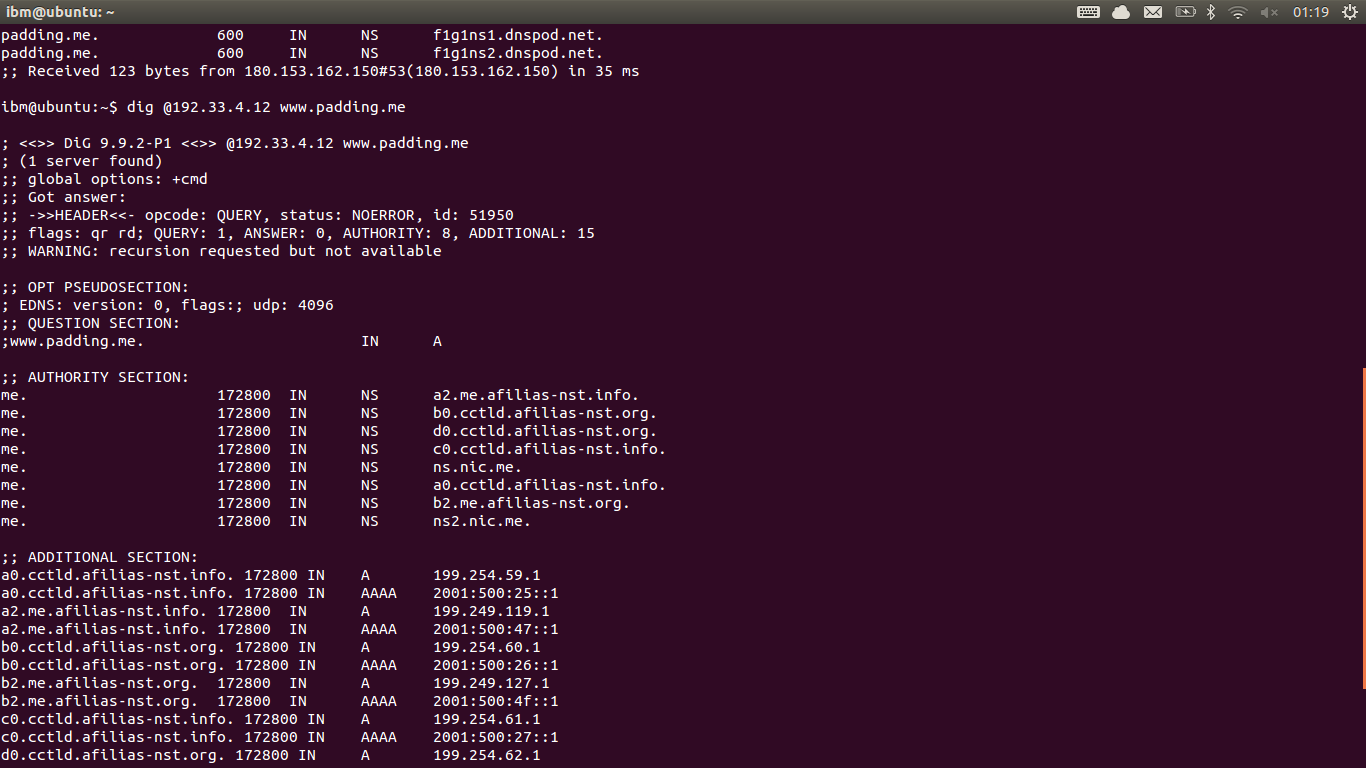 ibm@ubuntu: ~ 01:19
padding.me. 600 IN NS f1g1ns1.dnspod.net.
padding.me. 600 IN NS f1g1ns2.dnspod.net.
;; Received 123 bytes from 180.153.162.150#53(180.153.162.150) in 35 ms
ibm@ubuntu:~$ dig @192.33.4.12 www.padding.me
; <<>> DiG 9.9.2-P1 <<>> @192.33.4.12 www.padding.me
; (1 server found)
;; global options: +cmd
;; Got answer:
;; ->>HEADER<<- opcode: QUERY, status: NOERROR, id: 51950
;; flags: qr rd; QUERY: 1, ANSWER: 0, AUTHORITY: 8, ADDITIONAL: 15
;; WARNING: recursion requested but not available
;; OPT PSEUDOSECTION:
; EDNS: version: 0, flags:; udp: 4096
;; QUESTION SECTION:
;www.padding.me. IN A
;; AUTHORITY SECTION:
me. 172800 IN NS a2.me.afilias-nst.info.
me. 172800 IN NS b0.cctld.afilias-nst.org.
me. 172800 IN NS d0.cctld.afilias-nst.org.
me. 172800 IN NS c0.cctld.afilias-nst.info.
me. 172800 IN NS ns.nic.me.
me. 172800 IN NS a0.cctld.afilias-nst.info.
me. 172800 IN NS b2.me.afilias-nst.org.
me. 172800 IN NS ns2.nic.me.
;; ADDITIONAL SECTION:
a0.cctld.afilias-nst.info. 172800 IN A 199.254.59.1
a0.cctld.afilias-nst.info. 172800 IN AAAA 2001:500:25::1
a2.me.afilias-nst.info. 172800 IN A 199.249.119.1
a2.me.afilias-nst.info. 172800 IN AAAA 2001:500:47::1
b0.cctld.afilias-nst.org. 172800 IN A 199.254.60.1
b0.cctld.afilias-nst.org. 172800 IN AAAA 2001:500:26::1
b2.me.afilias-nst.org. 172800 IN A 199.249.127.1
b2.me.afilias-nst.org. 172800 IN AAAA 2001:500:4f::1
c0.cctld.afilias-nst.info. 172800 IN A 199.254.61.1
c0.cctld.afilias-nst.info. 172800 IN AAAA 2001:500:27::1
d0.cctld.afilias-nst.org. 172800 IN A 199.254.62.1